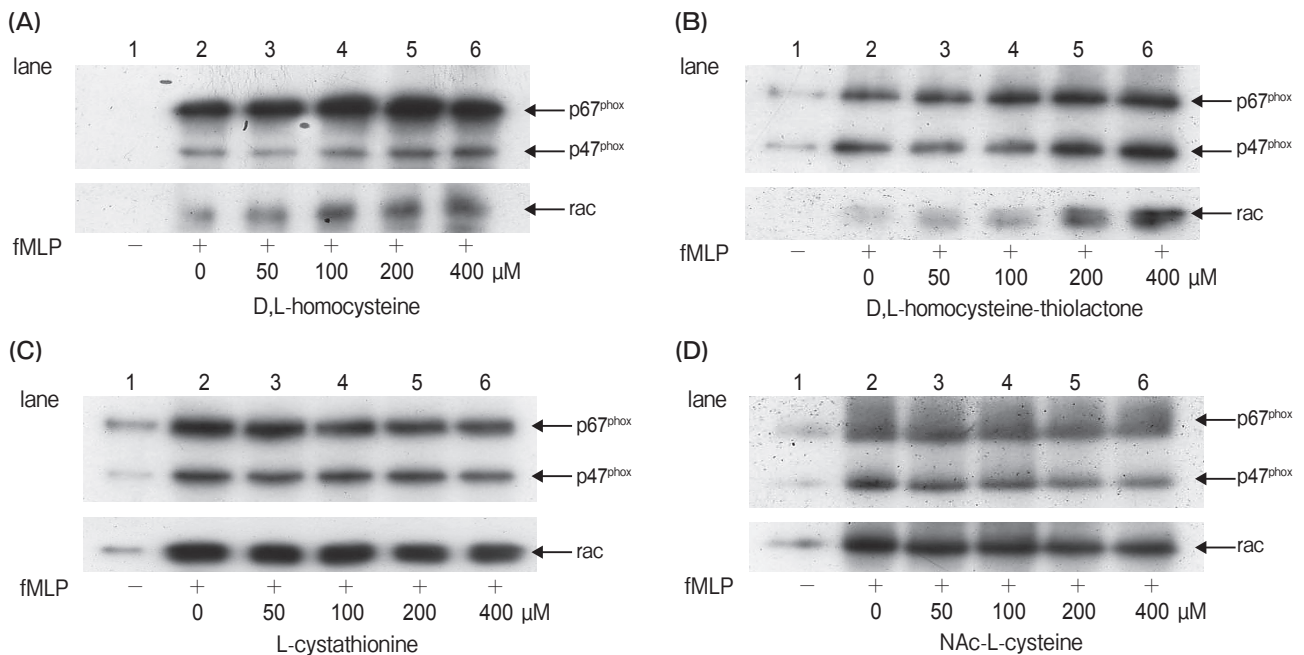 (A)
1 2 3 4 5 6
lane
p67phox
p47phox
rac
fMLP − + + + + +
0 50 100 200 400 μM
D,L-homocysteine
(B)
1 2 3 4 5 6
lane
p67phox
p47phox
rac
fMLP − + + + + +
0 50 100 200 400 μM
D,L-homocysteine-thiolactone
(C)
1 2 3 4 5 6
lane
p67phox
p47phox
rac
fMLP − + + + + +
0 50 100 200 400 μM
L-cystathionine
(D)
1 2 3 4 5 6
lane
p67phox
p47phox
rac
fMLP − + + + + +
0 50 100 200 400 μM
NAc-L-cysteine